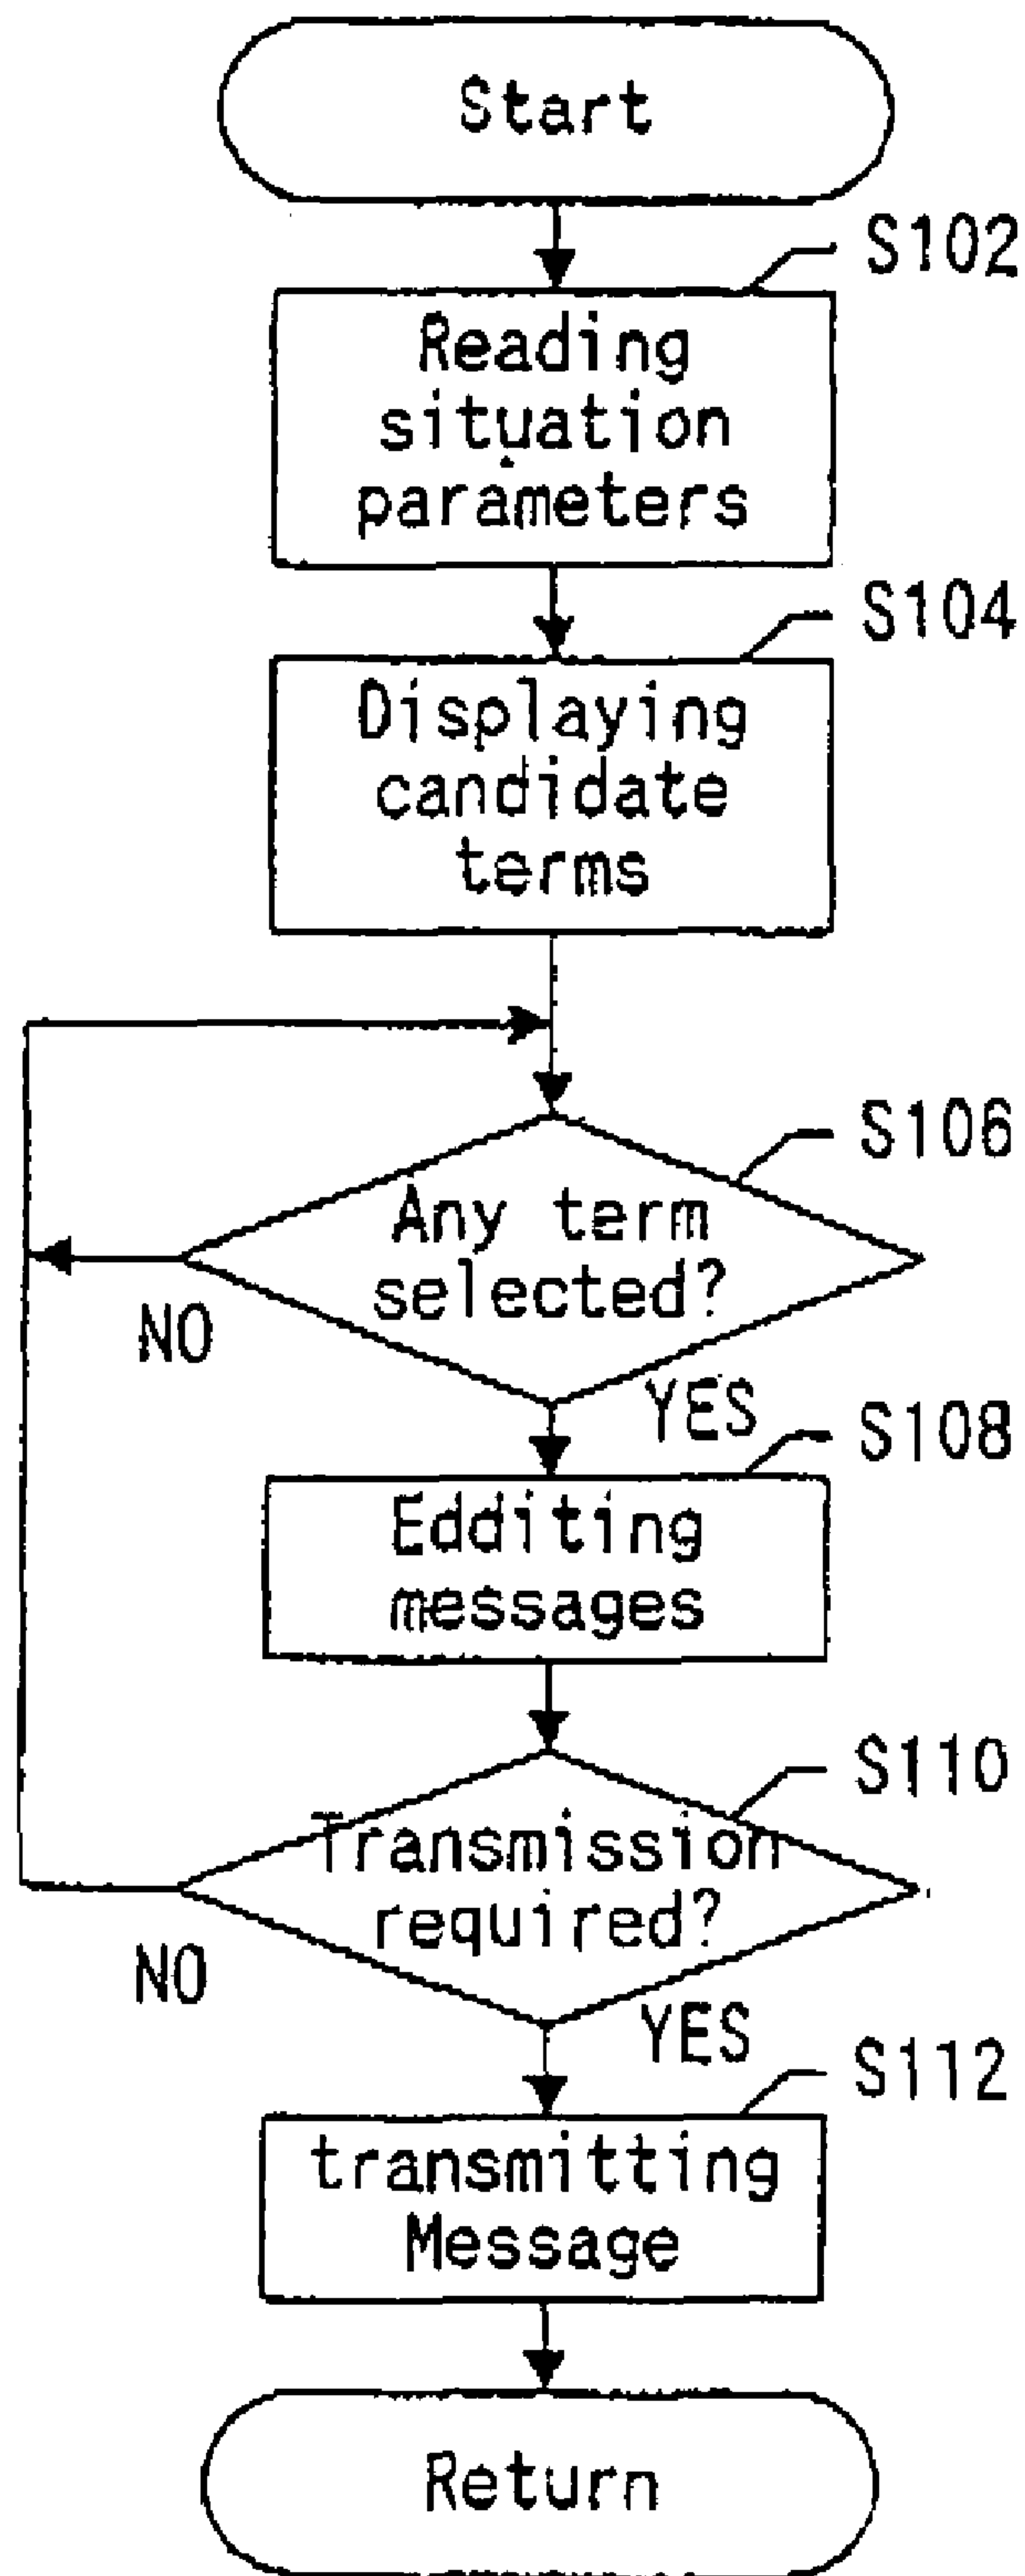 Start
S102
Reading
situation
parameters
S104
Displaying
candidate
terms
S106
Any term
selected?
NO
YES
S108
Edditing
messages
S110
Transmission
required?
NO
YES
S112
transmitting
Message
Return